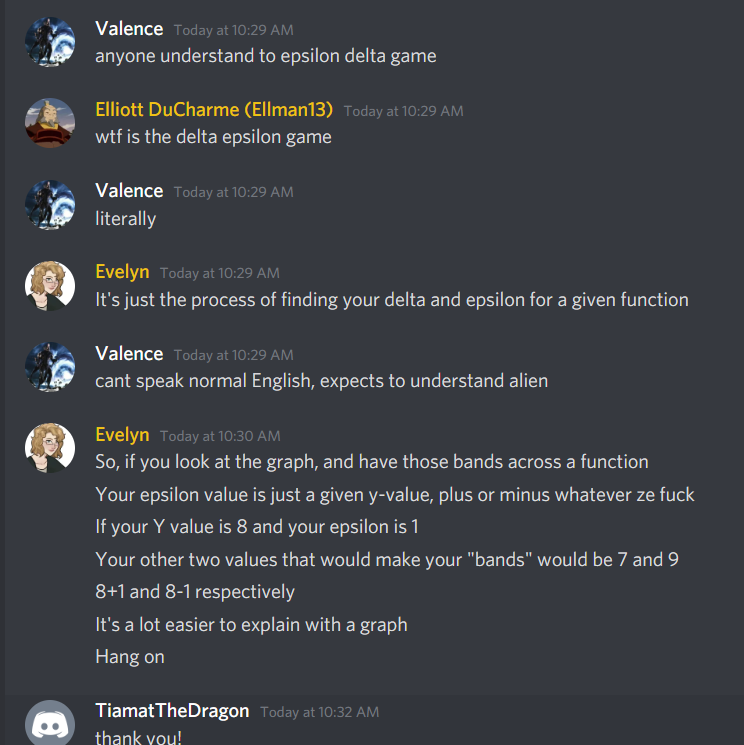 Valence Today at 10:29 AM
anyone understand to epsilon delta game
Elliott DuCharme (Ellman13) Today at 10:29 AM
wtf is the delta epsilon game
Valence Today at 10:29 AM
literally
Evelyn Today at 10:29 AM
It's just the process of finding your delta and epsilon for a given function
Valence Today at 10:29 AM
cant speak normal English, expects to understand alien
Evelyn Today at 10:30 AM
So, if you look at the graph, and have those bands across a function
Your epsilon value is just a given y-value, plus or minus whatever ze fuck
If your Y value is 8 and your epsilon is 1
Your other two values that would make your "bands" would be 7 and 9
8+1 and 8-1 respectively
It's a lot easier to explain with a graph
Hang on
TiamatTheDragon Today at 10:32 AM
thank you!